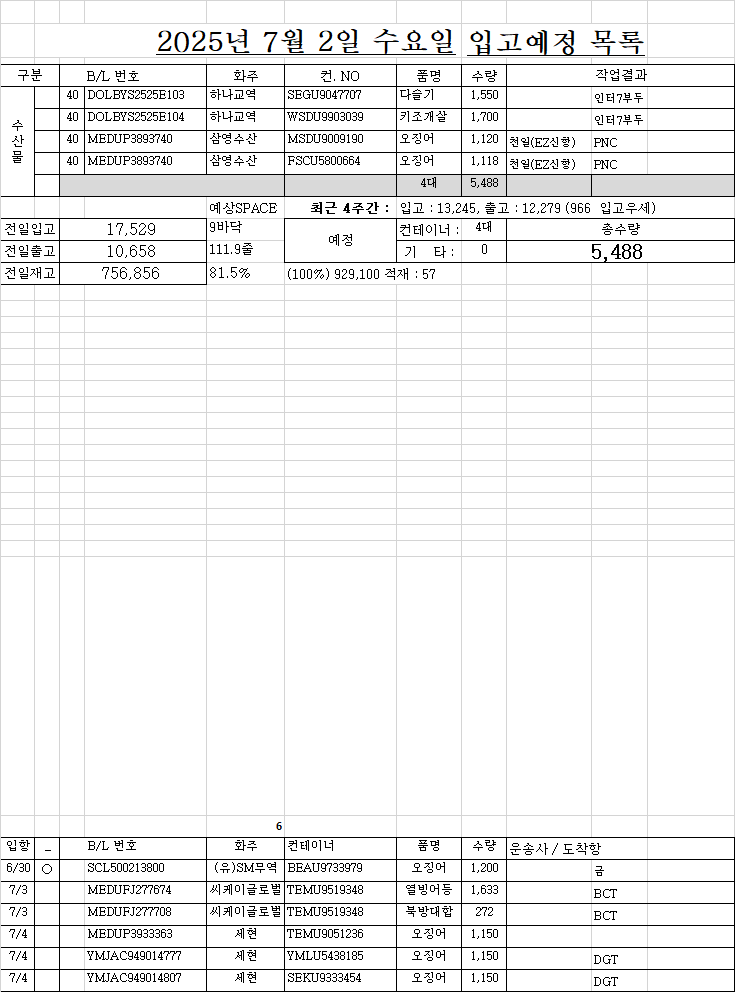 2025년 7월 2일 수요일 입고예정 목록
구분 B/L 번호 화주 컨. NO 품명 수량 작업결과
수산물
40 DOLBYS2525E103 하나교역 SEGU9047707 다슬기 1,550 인터7부두
40 DOLBYS2525E104 하나교역 WSDU9903039 키조개살 1,700 인터7부두
40 MEDUP3893740 삼영수산 MSDU9009190 오징어 1,120 천일(EZ신항) PNC
40 MEDUP3893740 삼영수산 FSCU5800664 오징어 1,118 천일(EZ신항) PNC
4대 5,488
예상SPACE 최근 4주간 : 입고 : 13,245, 출고 : 12,279 (966 입고우세)
전일입고 17,529 9바닥 예정 컨테이너 : 4대 총수량
전일출고 10,658 111.9줄 기 타 : 0 5,488
전일재고 756,856 81.5% (100%) 929,100 적재 : 57
6
입항 _ B/L 번호 화주 컨테이너 품명 수량 운송사 / 도착항
6/30 ○ SCL500213800 (유)SM무역 BEAU9733979 오징어 1,200 금
7/3 MEDUFJ277674 씨케이글로벌 TEMU9519348 열빙어등 1,633 BCT
7/3 MEDUFJ277708 씨케이글로벌 TEMU9519348 북방대합 272 BCT
7/4 MEDUP3933363 세현 TEMU9051236 오징어 1,150
7/4 YMJAC949014777 세현 YMLU5438185 오징어 1,150 DGT
7/4 YMJAC949014807 세현 SEKU9333454 오징어 1,150 DGT